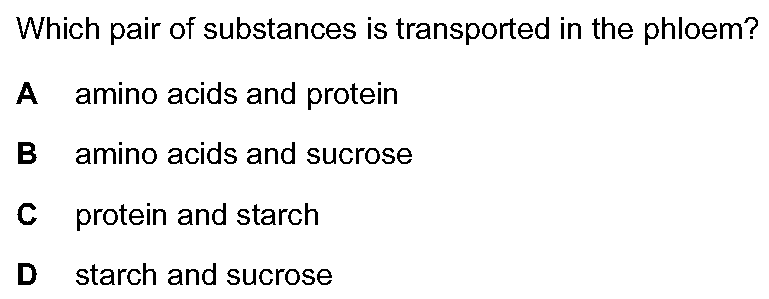 Which pair of substances is transported in the phloem?
A amino acids and protein
B amino acids and sucrose
C protein and starch
D starch and sucrose